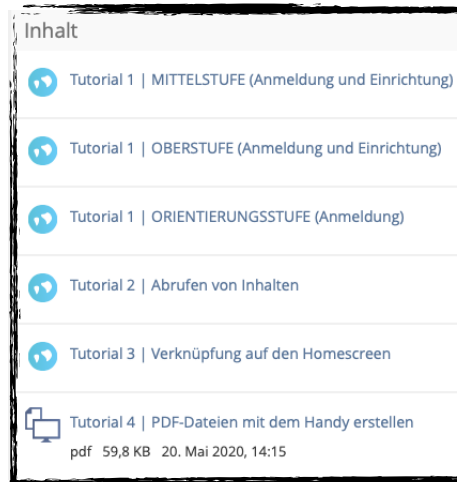 Inhalt
Tutorial 1 | MITTELSTUFE (Anmeldung und Einrichtung)
Tutorial 1 | OBERSTUFE (Anmeldung und Einrichtung)
Tutorial 1 | ORIENTIERUNGSSTUFE (Anmeldung)
Tutorial 2 | Abrufen von Inhalten
Tutorial 3 | Verknüpfung auf den Homescreen
Tutorial 4 | PDF-Dateien mit dem Handy erstellen
pdf 59,8 KB 20. Mai 2020, 14:15